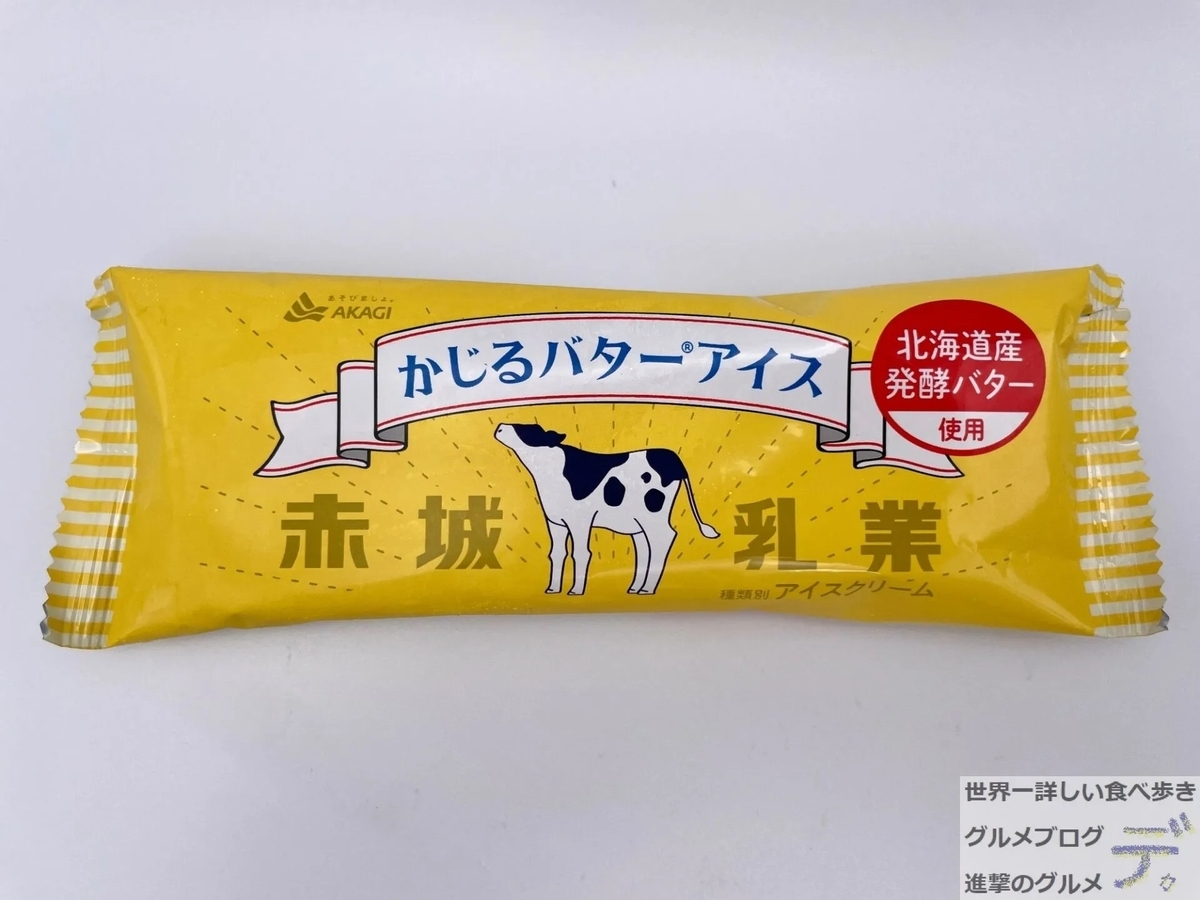 あそびましょ。
AKAGI
かじるバター®アイス
北海道産
発酵バター
使用
赤城 乳業
種類別 アイスクリーム
世界一詳しい食べ歩き
グルメブログ
進撃のグルメ
デカ